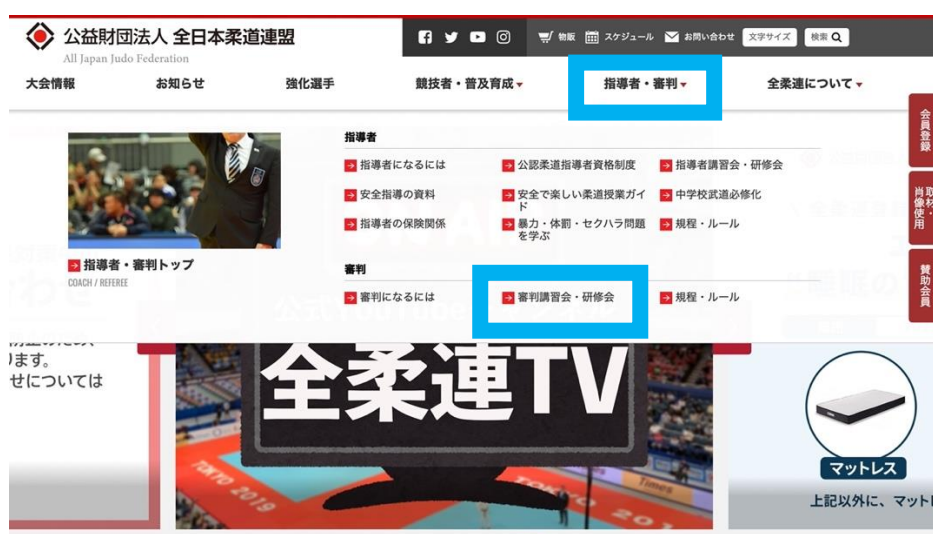 公益財団法人 全日本柔道連盟
All Japan Judo Federation
物販
スケジュール
お問い合わせ
文字サイズ
検索
大会情報
お知らせ
強化選手
競技者・普及育成
指導者・審判
全柔連について
指導者・審判トップ
COACH / REFEREE
指導者
指導者になるには
公認柔道指導者資格制度
指導者講習会・研修会
安全指導の資料
安全で楽しい柔道授業ガイ
ド
中学校武道必修化
指導者の保険関係
暴力・体罰・セクハラ問題
を学ぶ
規程・ルール
審判
審判になるには
審判講習会・研修会
規程・ルール
会員登録
取材・
肖像使用
賛助会員
ます。
せについては
全柔連TV
TOKYO 2019
マットレス
上記以外に、マット